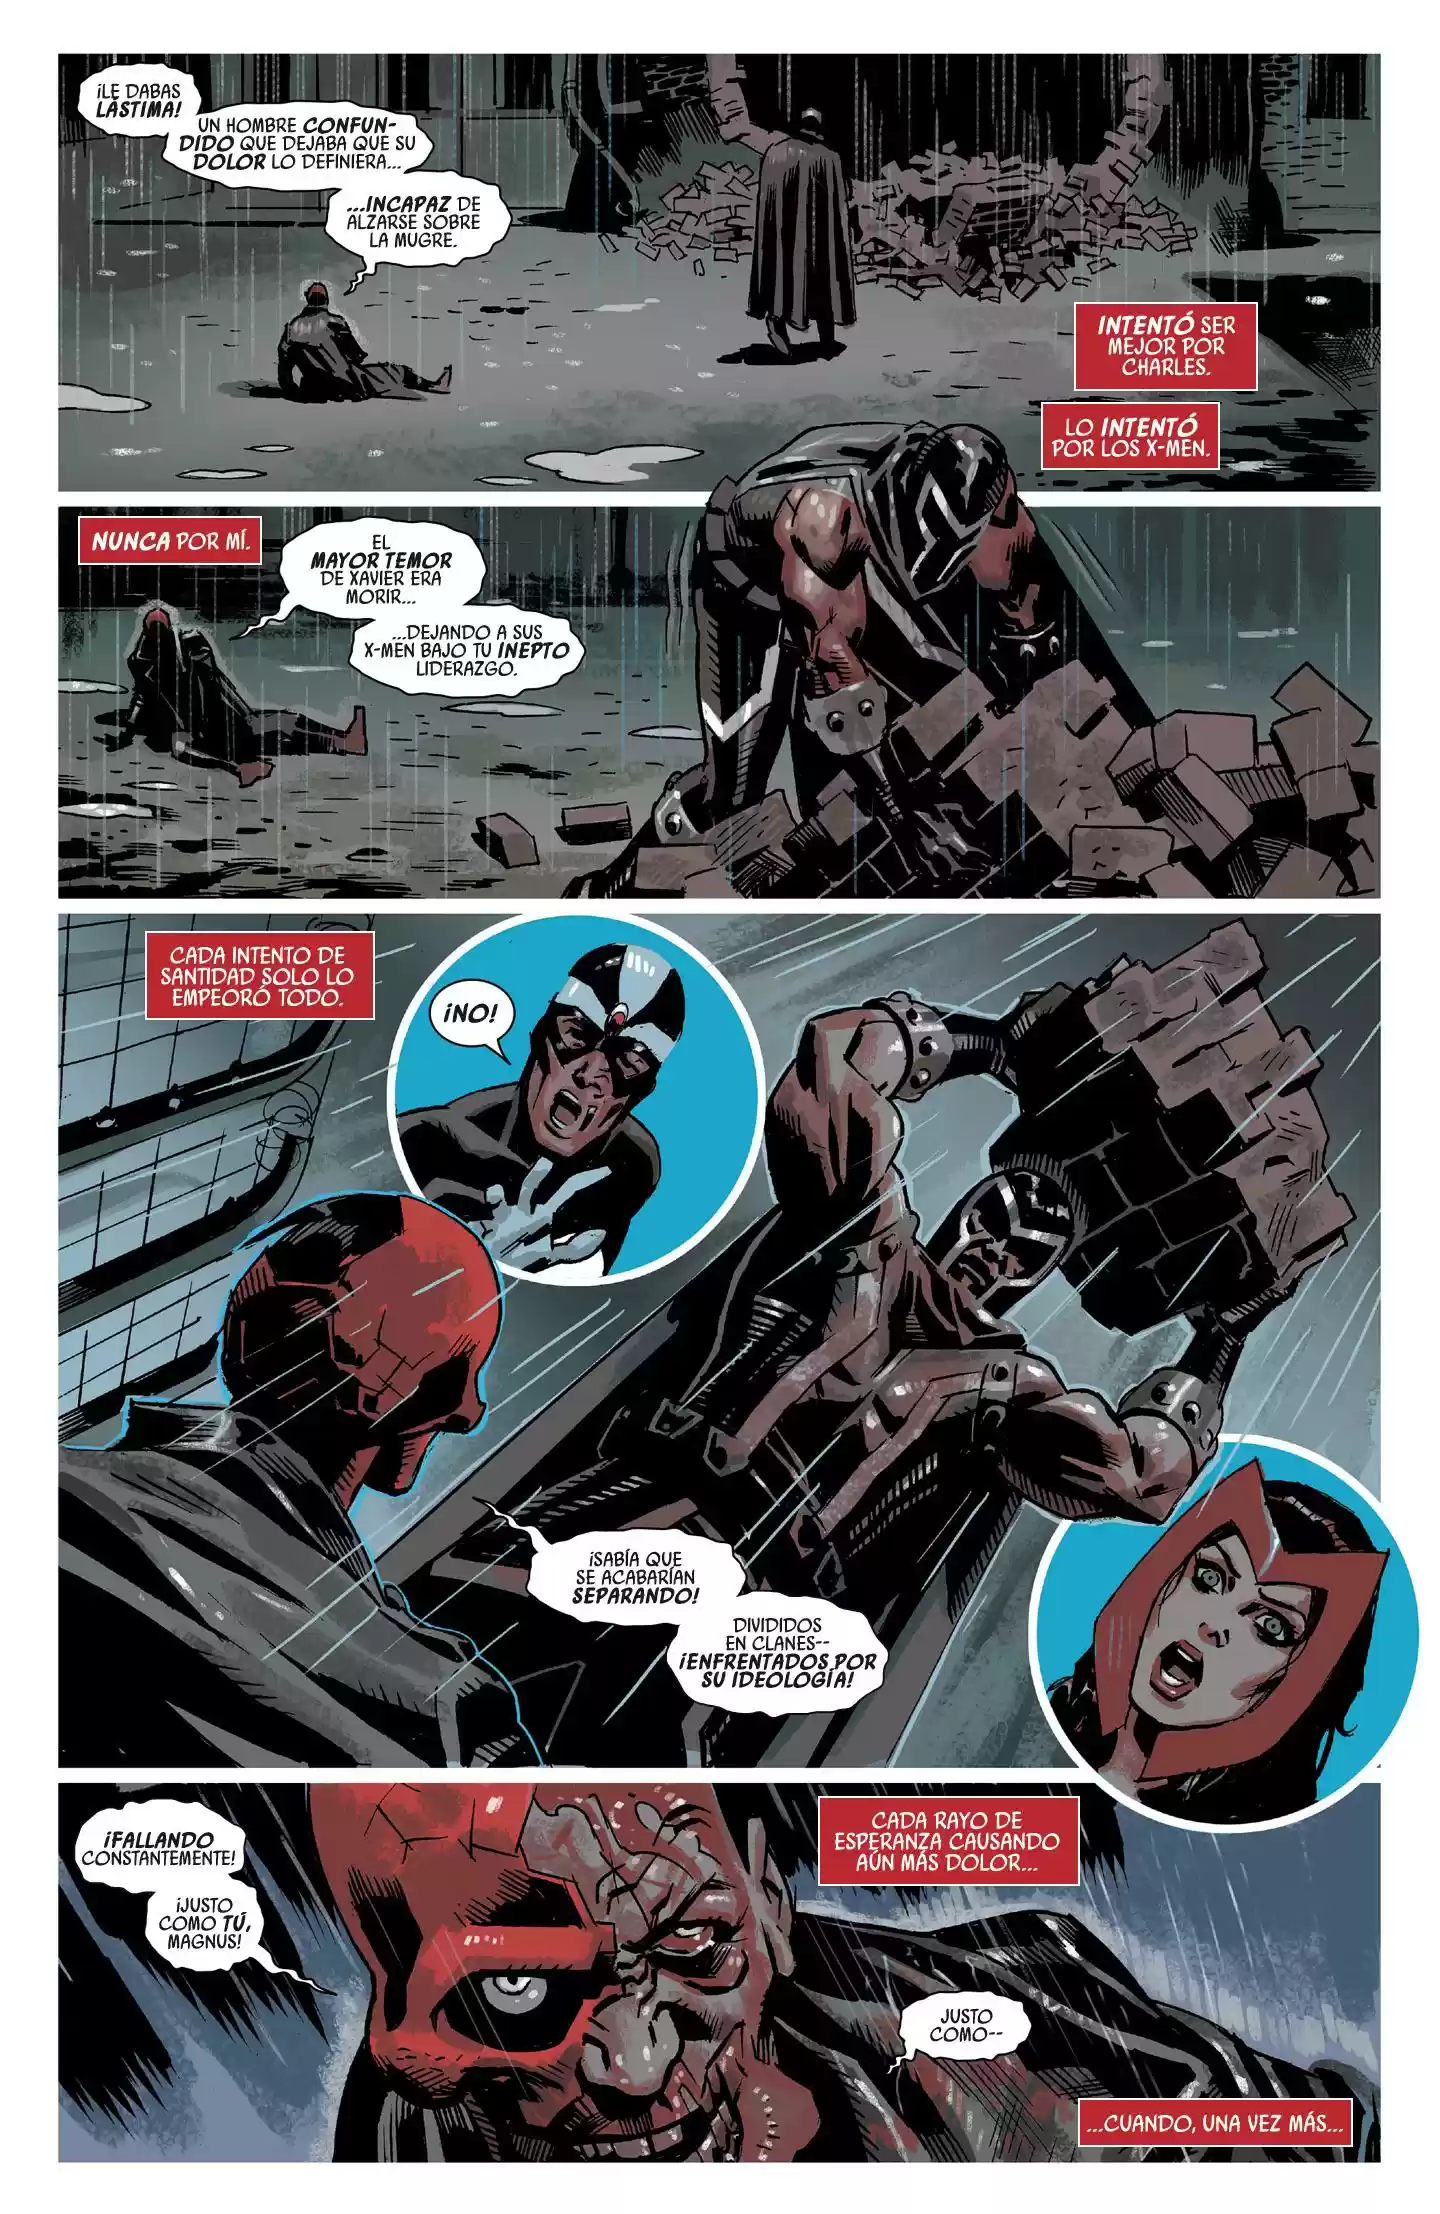 ¡LE DABAS
LÁSTIMA!
UN HOMBRE CONFUN-
DIDO QUE DEJABA QUE SU
DOLOR LO DEFINIERA...
...INCAPAZ DE
ALZARSE SOBRE
LA MUGRE.
INTENTÓ SER
MEJOR POR
CHARLES.
LO INTENTÓ
POR LOS X-MEN.
NUNCA POR MÍ.
EL
MAYOR TEMOR
DE XAVIER ERA
MORIR...
...DEJANDO A SUS
X-MEN BAJO TU INEPTO
LIDERAZGO.
CADA INTENTO DE
SANTIDAD SOLO LO
EMPEORÓ TODO.
¡NO!
¡SABÍA QUE
SE ACABARÍAN
SEPARANDO!
DIVIDIDOS
EN CLANES--
¡ENFRENTADOS POR
SU IDEOLOGÍA!
¡FALLANDO
CONSTANTEMENTE!
¡JUSTO
COMO TÚ,
MAGNUS!
CADA RAYO DE
ESPERANZA CAUSANDO
AÚN MÁS DOLOR...
JUSTO
COMO--
...CUANDO, UNA VEZ MÁS...